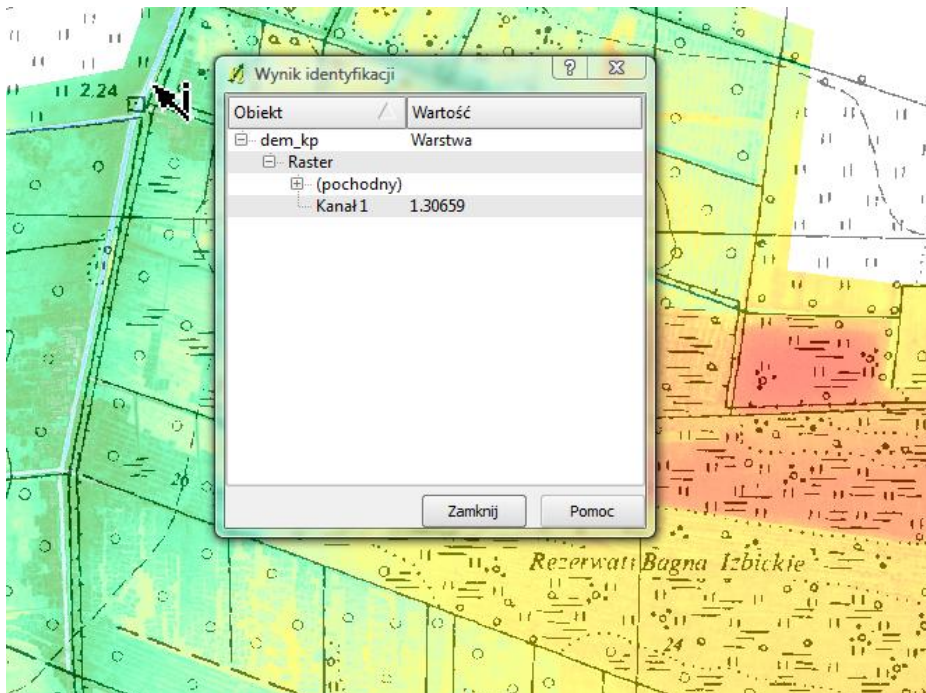 Wynik identyfikacji
Obiekt Wartość
dem_kp Warstwa
Raster
(pochodny)
Kanał 1 1.30659
Zamknij Pomoc
2,24
26
Rezerwat Bagna Izbickie
24